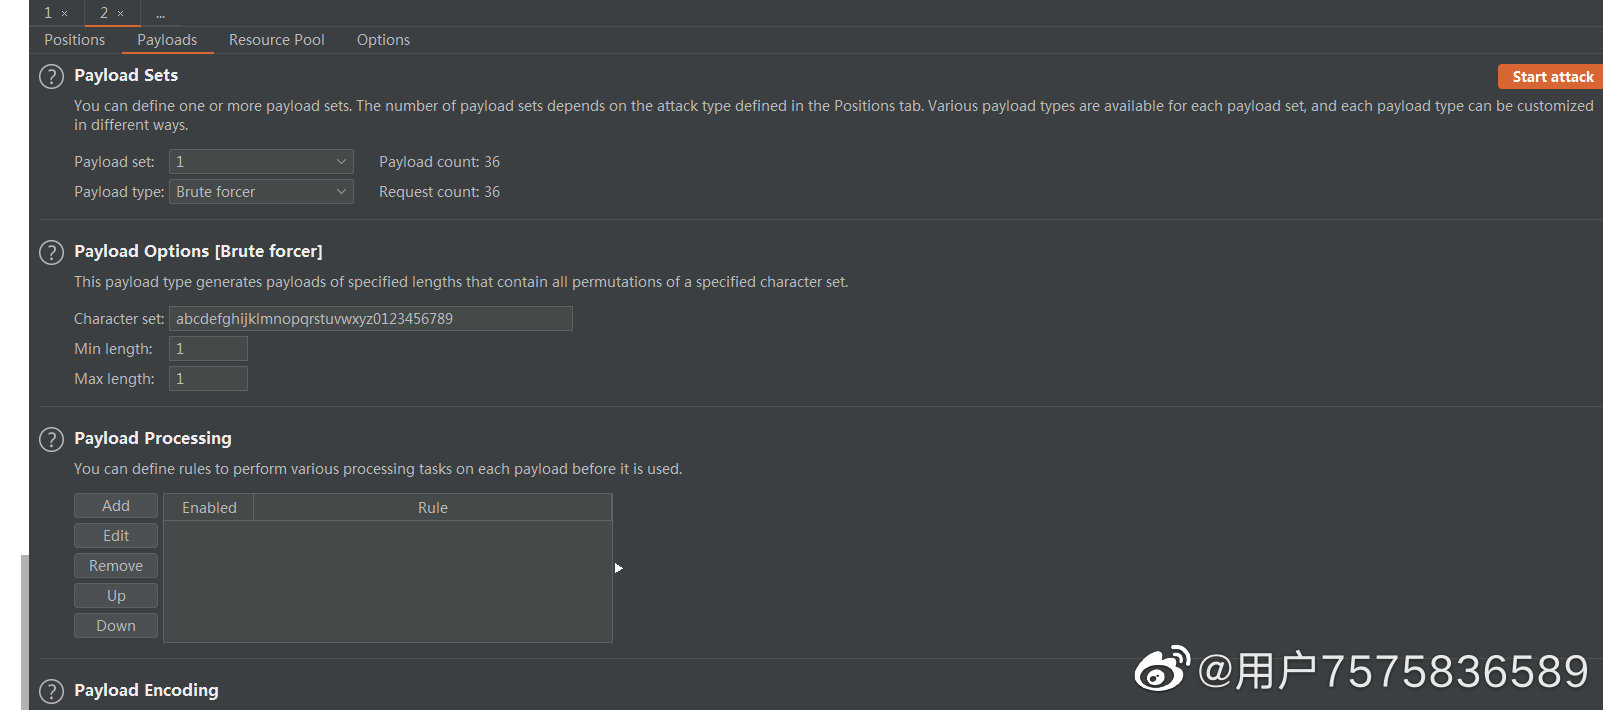 1 × 2 × ...
Positions Payloads Resource Pool Options
? Payload Sets Start attack
You can define one or more payload sets. The number of payload sets depends on the attack type defined in the Positions tab. Various payload types are available for each payload set, and each payload type can be customized
in different ways.
Payload set: 1 Payload count: 36
Payload type: Brute forcer Request count: 36
? Payload Options [Brute forcer]
This payload type generates payloads of specified lengths that contain all permutations of a specified character set.
Character set: abcdefghijklmnopqrstuvwxyz0123456789
Min length: 1
Max length: 1
? Payload Processing
You can define rules to perform various processing tasks on each payload before it is used.
Add Enabled Rule
Edit
Remove
Up
Down
@用户7575836589
? Payload Encoding